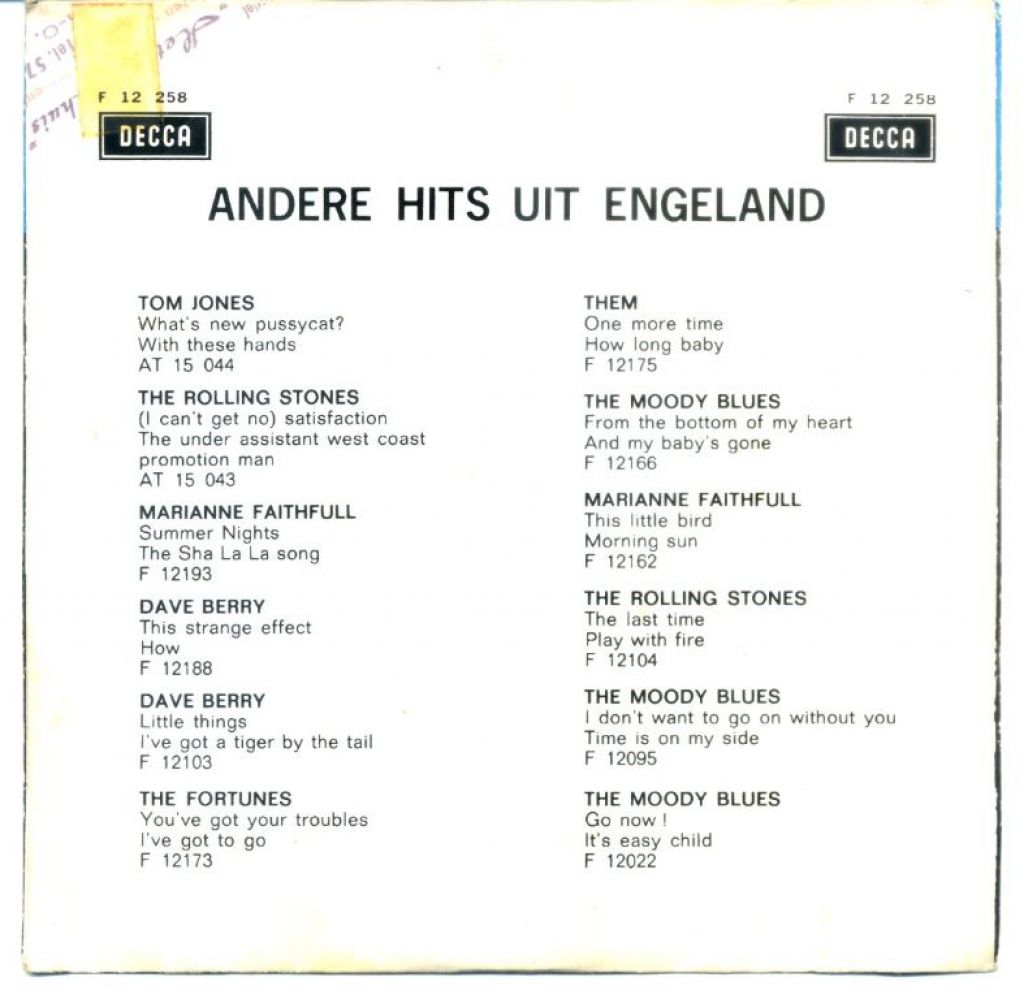 F 12 258
DECCA
F 12 258
DECCA
ANDERE HITS UIT ENGELAND
TOM JONES
What's new pussycat?
With these hands
AT 15 044
THE ROLLING STONES
(I can't get no) satisfaction
The under assistant west coast
promotion man
AT 15 043
MARIANNE FAITHFULL
Summer Nights
The Sha La La song
F 12193
DAVE BERRY
This strange effect
How
F 12188
DAVE BERRY
Little things
I've got a tiger by the tail
F 12103
THE FORTUNES
You've got your troubles
I've got to go
F 12173
THEM
One more time
How long baby
F 12175
THE MOODY BLUES
From the bottom of my heart
And my baby's gone
F 12166
MARIANNE FAITHFULL
This little bird
Morning sun
F 12162
THE ROLLING STONES
The last time
Play with fire
F 12104
THE MOODY BLUES
I don't want to go on without you
Time is on my side
F 12095
THE MOODY BLUES
Go now !
It's easy child
F 12022